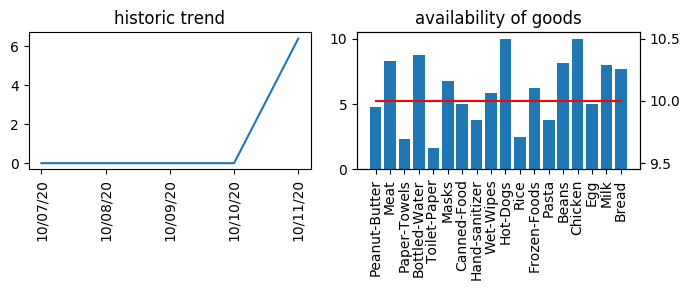 historic trend
6
4
2
0
10/07/20
10/08/20
10/09/20
10/10/20
10/11/20
availability of goods
10
5
0
10.5
10.0
9.5
Peanut-Butter
Meat
Paper-Towels
Bottled-Water
Toilet-Paper
Masks
Canned-Food
Hand-sanitizer
Wet-Wipes
Hot-Dogs
Rice
Frozen-Foods
Pasta
Beans
Chicken
Egg
Milk
Bread